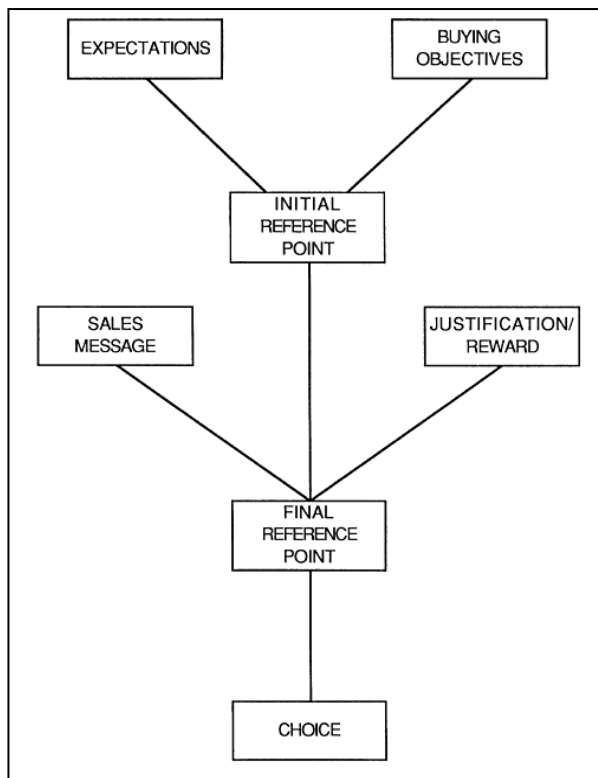 EXPECTATIONS
BUYING
OBJECTIVES
INITIAL
REFERENCE
POINT
SALES
MESSAGE
JUSTIFICATION/
REWARD
FINAL
REFERENCE
POINT
CHOICE